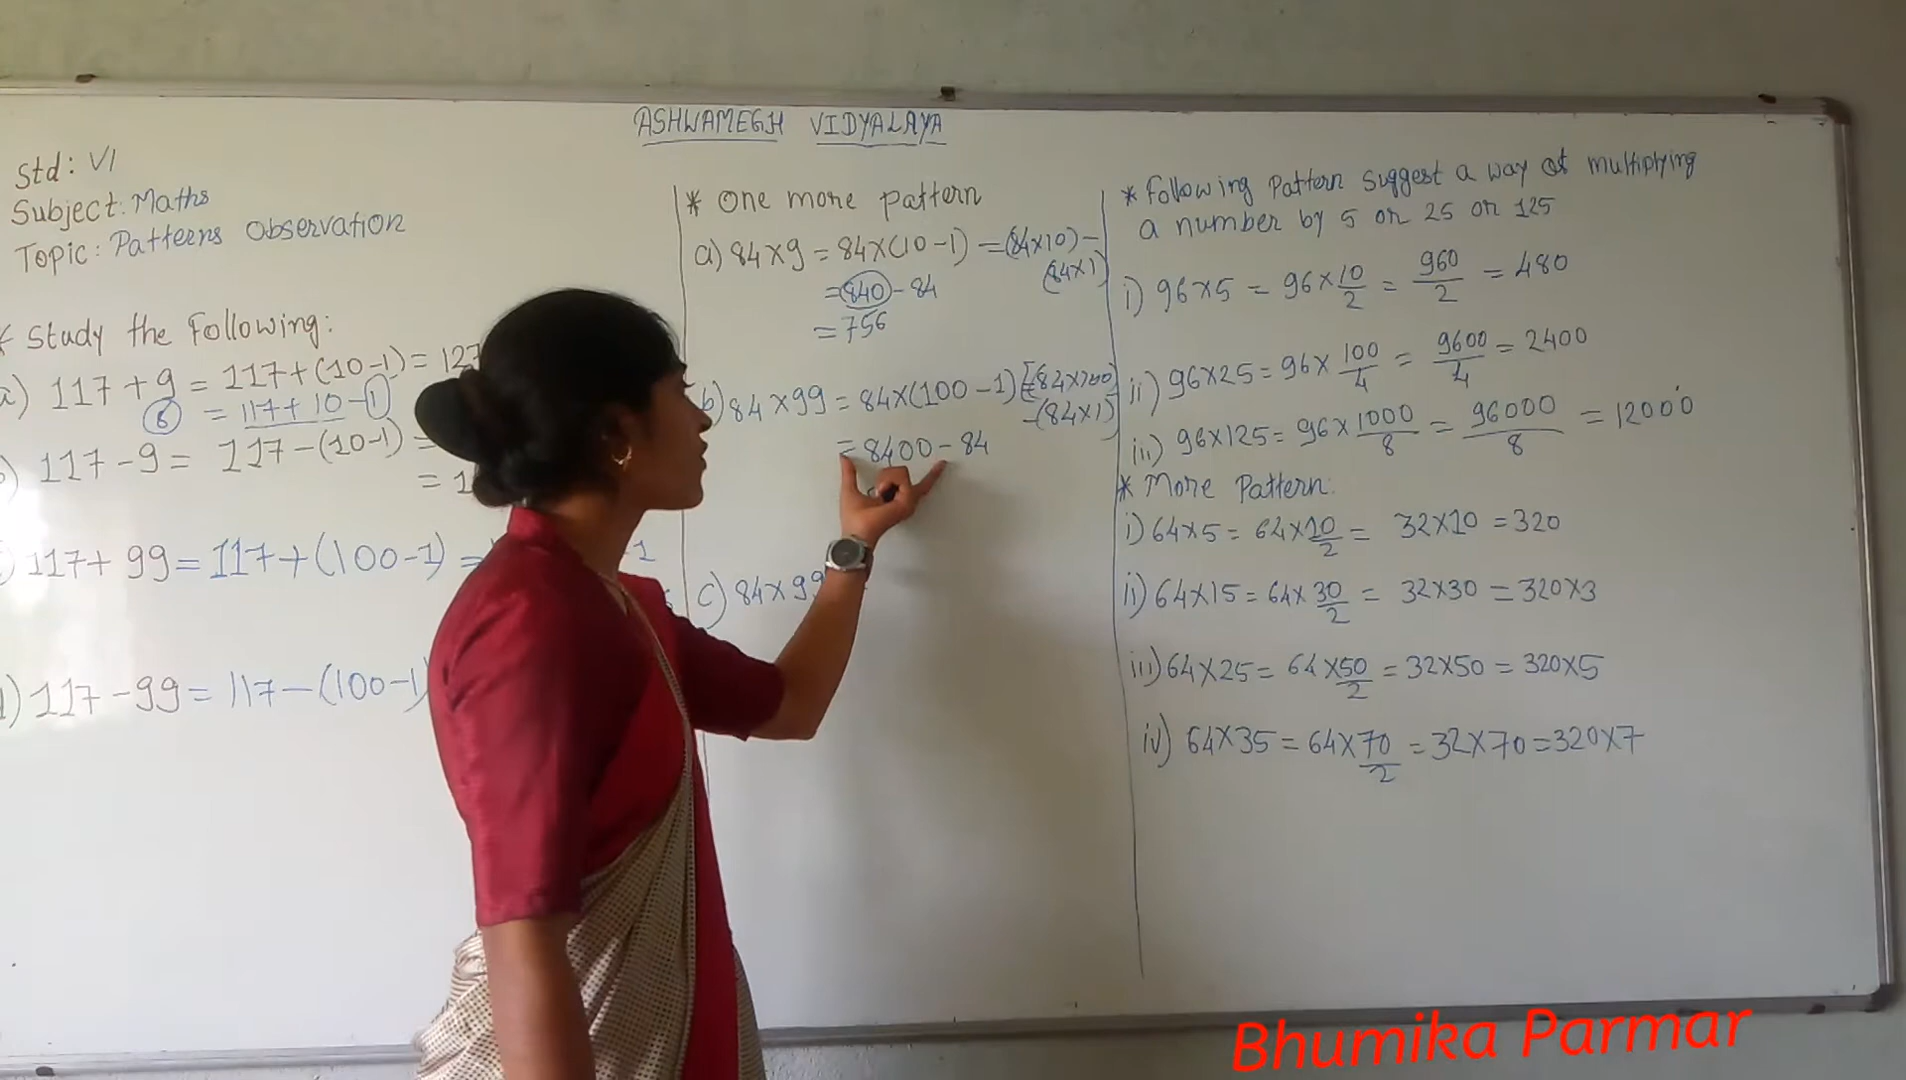 ASHWAMEGH VIDYALAYA
Std: VI
Subject: Maths
Topic: Patterns Observation
* Study the Following:
a) 117 + 9 = 117 + (10-1) = 127
= 117 + 10 - 1
117 - 9 = 117 - (10-1)
= 1
117 + 99 = 117 + (100-1) =
117 - 99 = 117 - (100-1)
* One more pattern
a) 84 × 9 = 84 × (10 - 1) = (84×10) -
(84×1)
= 840 - 84
= 756
b) 84 × 99 = 84 × (100 - 1)
-(84×1)
= 8400 - 84
c) 84 × 99
* Following Pattern suggest a way of multiplying
a number by 5 or 25 or 125
i) 96×5 = 96 × 10/2 = 960/2 = 480
ii) 96×25 = 96 × 100/4 = 9600/4 = 2400
iii) 96×125 = 96 × 1000/8 = 96000/8 = 12000
* More Pattern:
i) 64×5 = 64×10/2 = 32×10 = 320
ii) 64×15 = 64×30/2 = 32×30 = 320×3
iii) 64×25 = 64×50/2 = 32×50 = 320×5
iv) 64×35 = 64×70/2 = 32×70 = 320×7
Bhumika Parmar